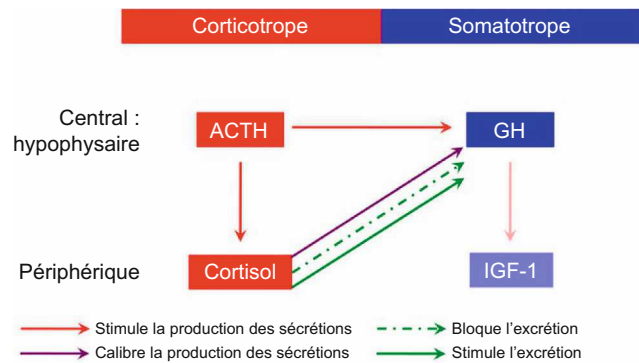 Corticotrope Somatotrope
Central :
hypophysaire
ACTH GH
Périphérique Cortisol IGF-1
Stimule la production des sécrétions Bloque l’excrétion
Calibre la production des sécrétions Stimule l’excrétion